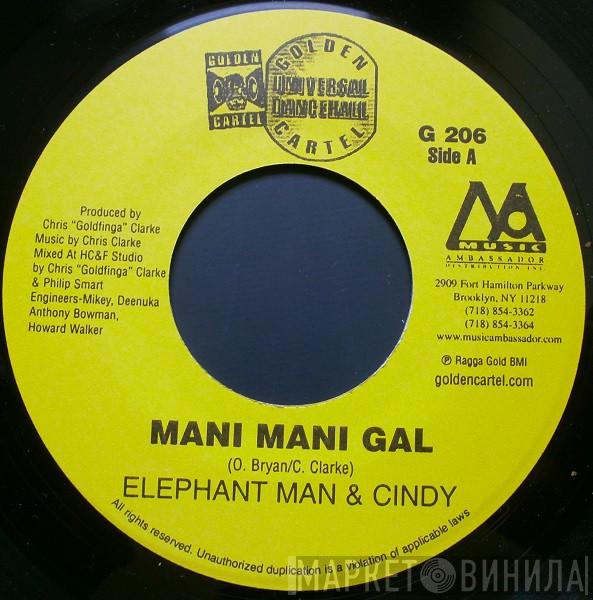 GOLDEN
CARTEL
GOLDEN
UNIVERSAL
DANCEHALL
CARTEL
G 206
Side A
Produced by
Chris "Goldfinga" Clarke
Music by Chris Clarke
Mixed At HC&F Studio
by Chris "Goldfinga" Clarke
& Philip Smart
Engineers-Mikey, Deenuka
Anthony Bowman,
Howard Walker
MA
MUSIC
AMBASSADOR
DISTRIBUTION INC.
2909 Fort Hamilton Parkway
Brooklyn, NY 11218
(718) 854-3362
(718) 854-3364
www.musicambassador.com
℗ Ragga Gold BMI
goldencartel.com
MANI MANI GAL
(O. Bryan/C. Clarke)
ELEPHANT MAN & CINDY
All rights reserved. Unauthorized duplication is a violation of applicable laws
МАРКЕТ ВИНИЛА